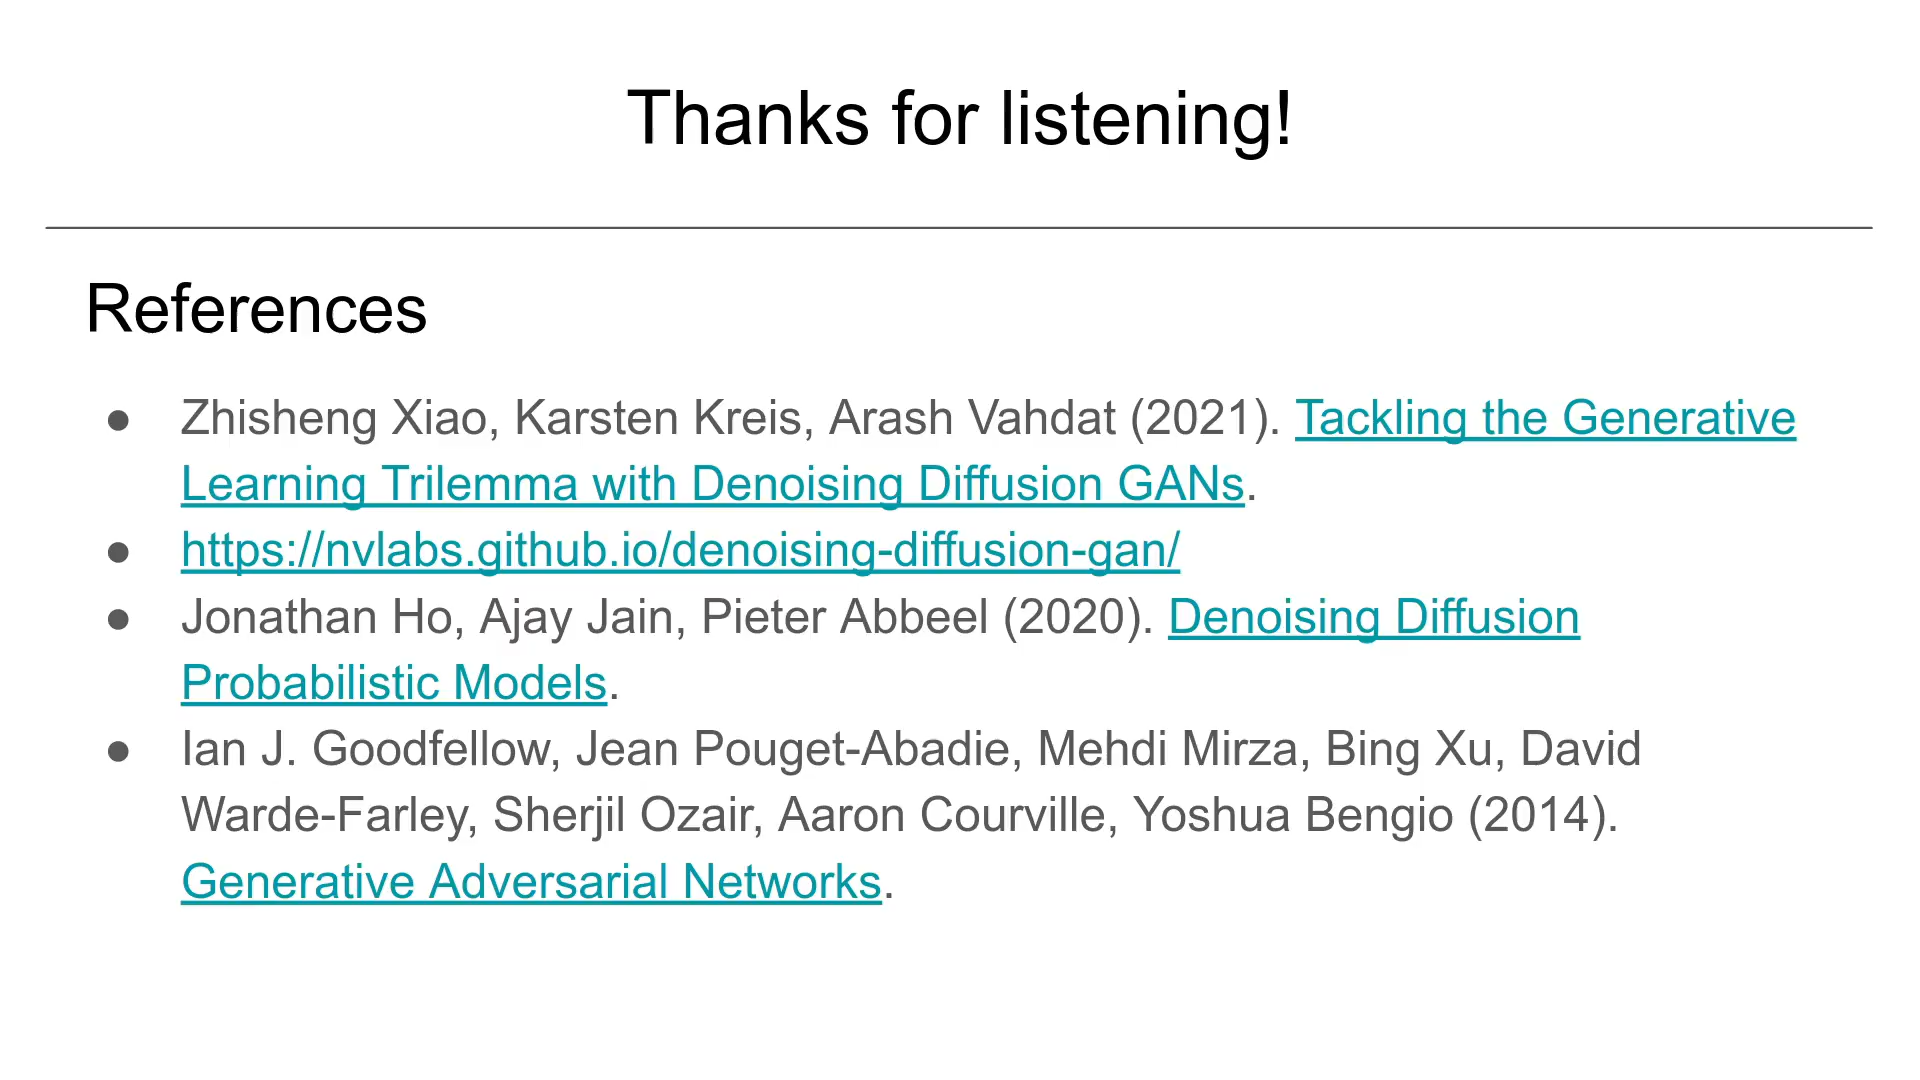 Thanks for listening!
References
● Zhisheng Xiao, Karsten Kreis, Arash Vahdat (2021). Tackling the Generative
Learning Trilemma with Denoising Diffusion GANs.
● https://nvlabs.github.io/denoising-diffusion-gan/
● Jonathan Ho, Ajay Jain, Pieter Abbeel (2020). Denoising Diffusion
Probabilistic Models.
● Ian J. Goodfellow, Jean Pouget-Abadie, Mehdi Mirza, Bing Xu, David
Warde-Farley, Sherjil Ozair, Aaron Courville, Yoshua Bengio (2014).
Generative Adversarial Networks.